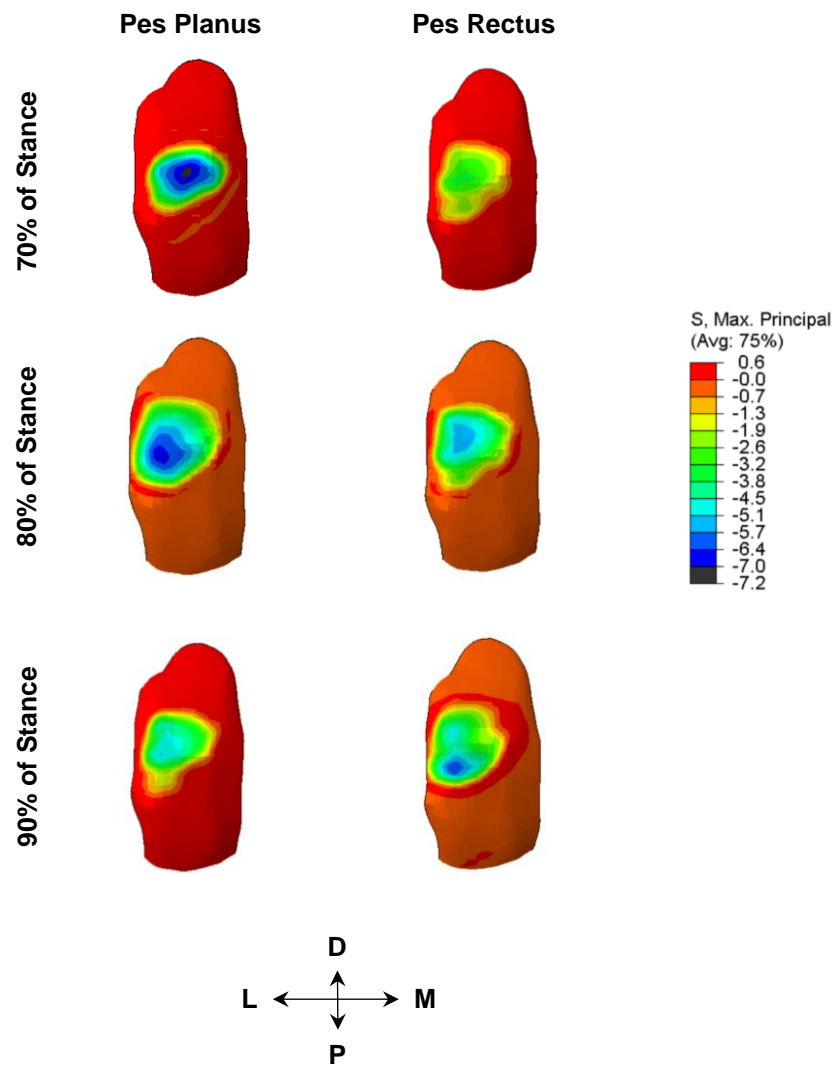 Pes Planus Pes Rectus
70% of Stance
80% of Stance
S, Max. Principal
(Avg: 75%)
0.6
-0.0
-0.7
-1.3
-1.9
-2.6
-3.2
-3.8
-4.5
-5.1
-5.7
-6.4
-7.0
-7.2
90% of Stance
D
L M
P